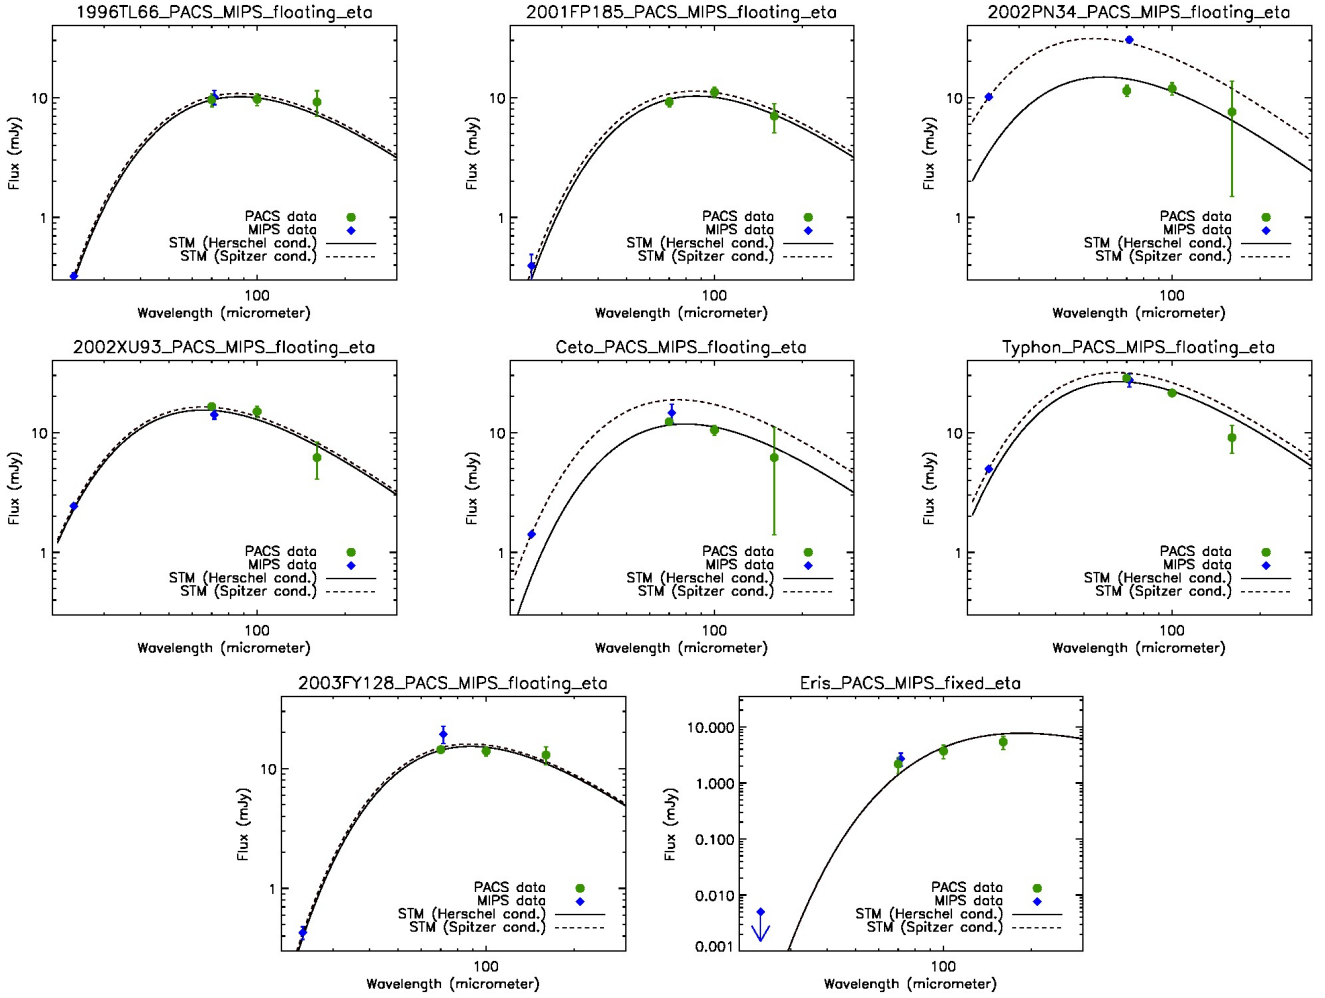 1996TL66_PACS_MIPS_floating_eta
Flux (mJy)
10
1
PACS data
MIPS data
STM (Herschel cond.)
STM (Spitzer cond.)
100
Wavelength (micrometer)
2001FP185_PACS_MIPS_floating_eta
Flux (mJy)
10
1
PACS data
MIPS data
STM (Herschel cond.)
STM (Spitzer cond.)
100
Wavelength (micrometer)
2002PN34_PACS_MIPS_floating_eta
Flux (mJy)
10
1
PACS data
MIPS data
STM (Herschel cond.)
STM (Spitzer cond.)
100
Wavelength (micrometer)
2002XU93_PACS_MIPS_floating_eta
Flux (mJy)
10
1
PACS data
MIPS data
STM (Herschel cond.)
STM (Spitzer cond.)
100
Wavelength (micrometer)
Ceto_PACS_MIPS_floating_eta
Flux (mJy)
10
1
PACS data
MIPS data
STM (Herschel cond.)
STM (Spitzer cond.)
100
Wavelength (micrometer)
Typhon_PACS_MIPS_floating_eta
Flux (mJy)
10
1
PACS data
MIPS data
STM (Herschel cond.)
STM (Spitzer cond.)
100
Wavelength (micrometer)
2003FY128_PACS_MIPS_floating_eta
Flux (mJy)
10
1
PACS data
MIPS data
STM (Herschel cond.)
STM (Spitzer cond.)
100
Wavelength (micrometer)
Eris_PACS_MIPS_fixed_eta
Flux (mJy)
10.000
1.000
0.100
0.010
0.001
PACS data
MIPS data
STM (Herschel cond.)
STM (Spitzer cond.)
100
Wavelength (micrometer)